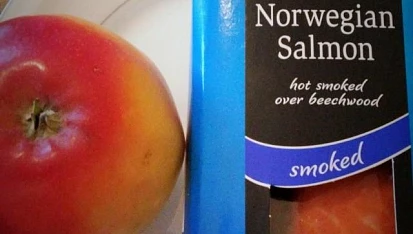 Norwegian
Salmon
hot smoked
over beechwood
smoked